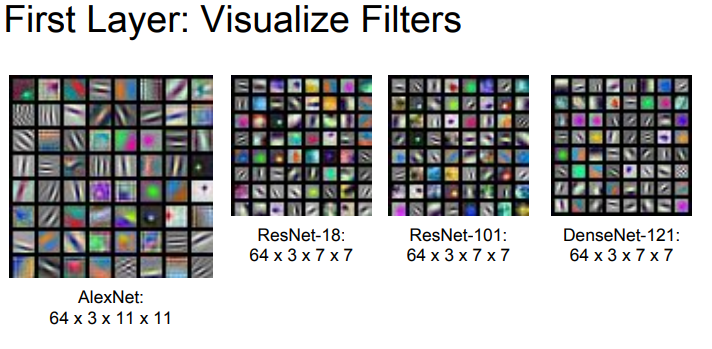 First Layer: Visualize Filters
AlexNet:
64 x 3 x 11 x 11
ResNet-18:
64 x 3 x 7 x 7
ResNet-101:
64 x 3 x 7 x 7
DenseNet-121:
64 x 3 x 7 x 7